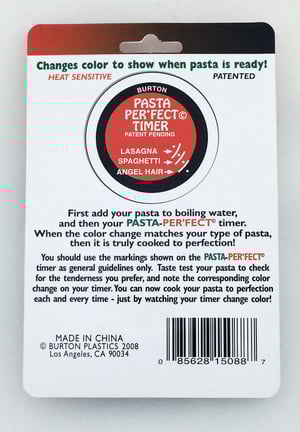 Changes color to show when pasta is ready!
HEAT SENSITIVE PATENTED
BURTON
PASTA
PER'FECT©
TIMER
PATENT PENDING
LASAGNA
SPAGHETTI
ANGEL HAIR
First add your pasta to boiling water,
and then your PASTA-PER'FECT© timer.
When the color change matches your type of pasta,
then it is truly cooked to perfection!
You should use the markings shown on the PASTA-PER'FECT©
timer as general guidelines only. Taste test your pasta to check
for the tenderness you prefer, and note the corresponding color
change on your timer. You can now cook your pasta to perfection
each and every time - just by watching your timer change color!
MADE IN CHINA
© BURTON PLASTICS 2008
Los Angeles, CA 90034
0 85628 15088 7